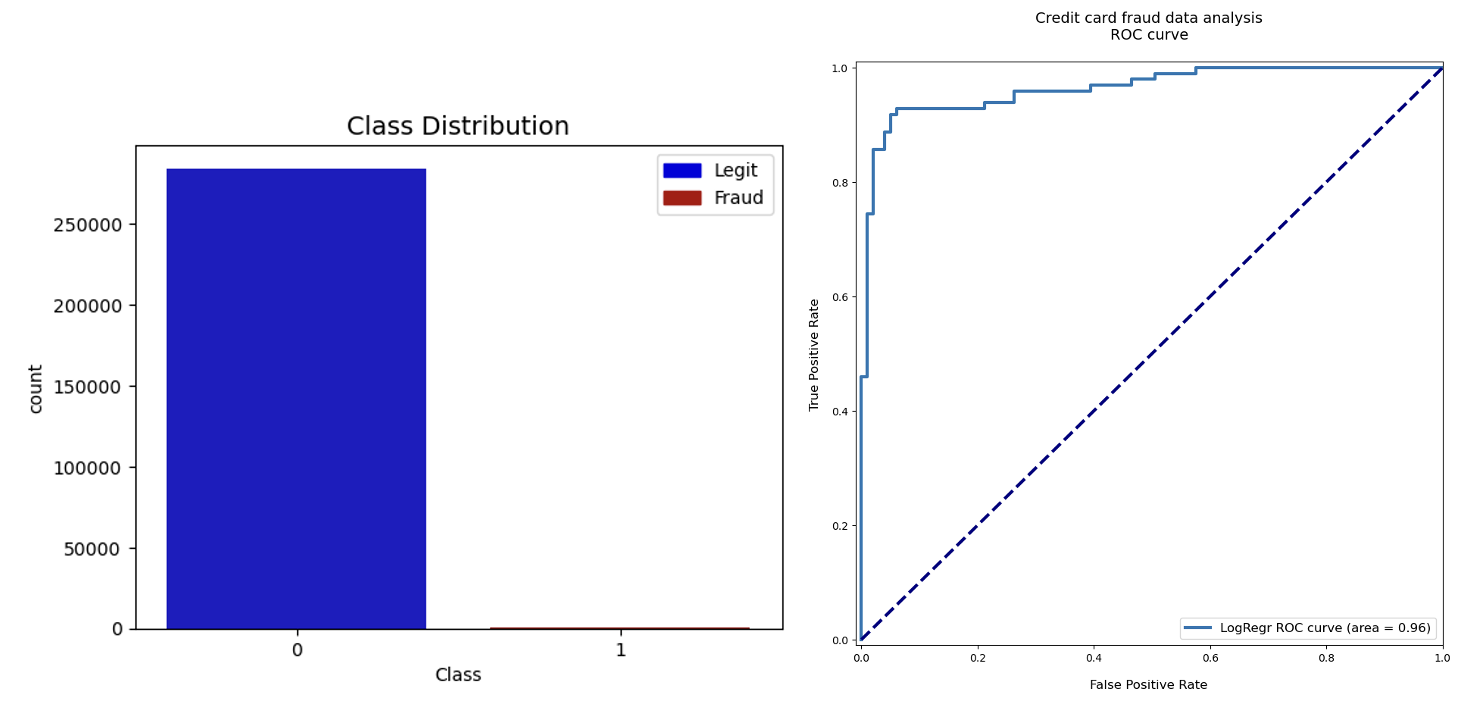 Class Distribution
Legit
Fraud
250000
200000
150000
100000
50000
0
count
0
1
Class
Credit card fraud data analysis
ROC curve
1.0
0.8
0.6
0.4
0.2
0.0
True Positive Rate
LogRegr ROC curve (area = 0.96)
0.0
0.2
0.4
0.6
0.8
1.0
False Positive Rate